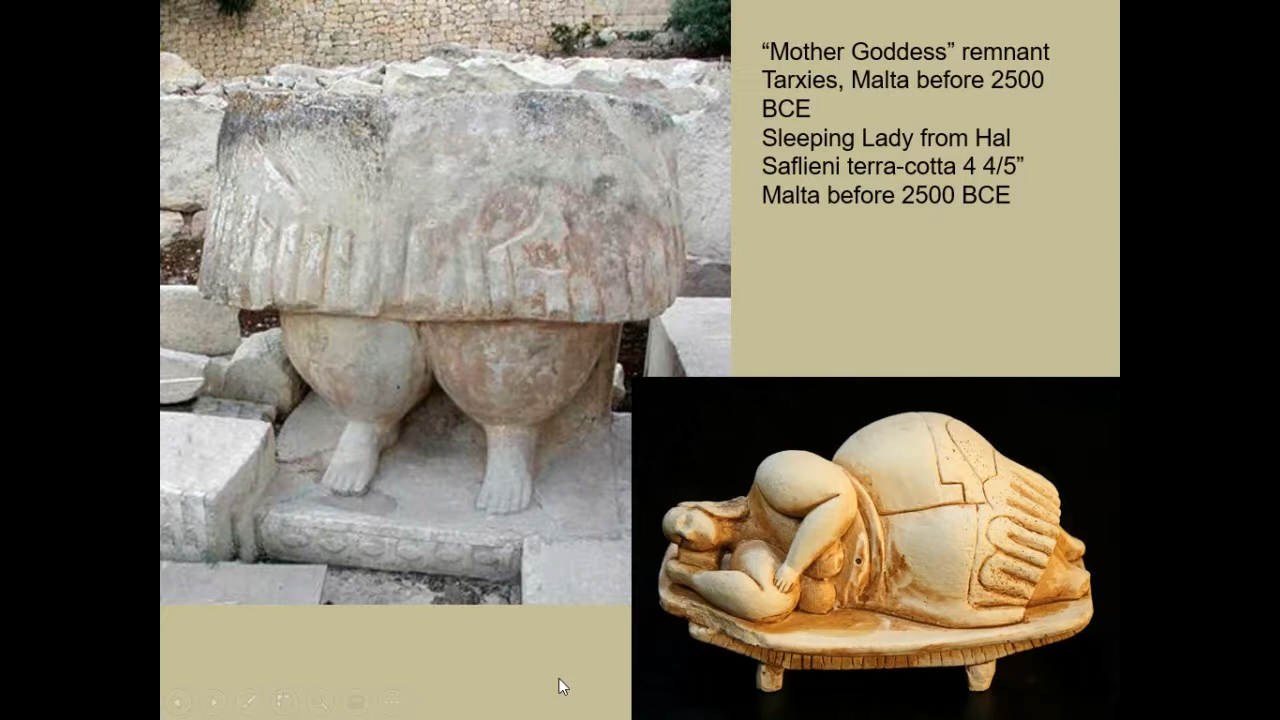 “Mother Goddess” remnant
Tarxies, Malta before 2500
BCE
Sleeping Lady from Hal
Saflieni terra-cotta 4 4/5”
Malta before 2500 BCE